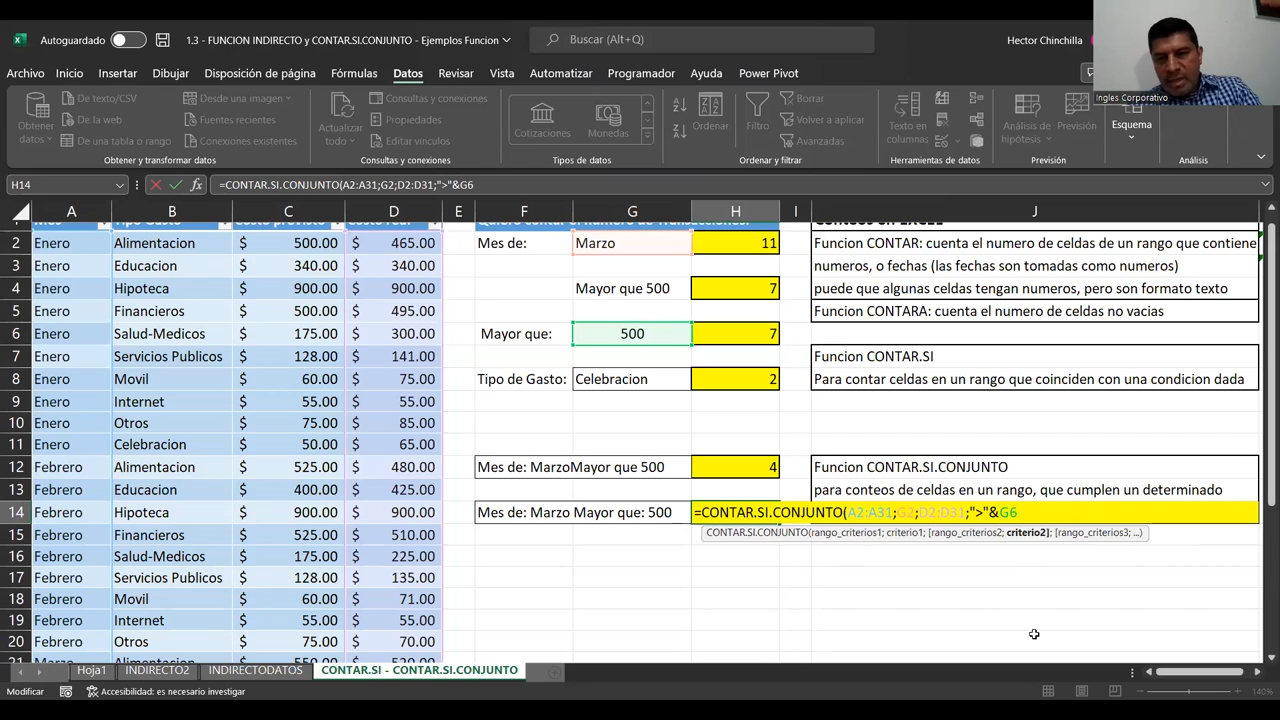 Autoguardado
1.3 - FUNCION INDIRECTO y CONTAR.SI.CONJUNTO - Ejemplos Funcion
Buscar (Alt+Q)
Hector Chinchilla
Ingles Corporativo
Archivo Inicio Insertar Dibujar Disposición de página Fórmulas Datos Revisar Vista Automatizar Programador Ayuda Power Pivot
Obtener datos
De texto/CSV
De la web
De una tabla o rango
Desde una imagen
Fuentes recientes
Conexiones existentes
Obtener y transformar datos
Actualizar todo
Consultas y conexiones
Propiedades
Editar vínculos
Consultas y conexiones
Cotizaciones
Monedas
Tipos de datos
Ordenar
Filtro
Borrar
Volver a aplicar
Avanzadas
Ordenar y filtrar
Texto en columnas
Herramientas de datos
Análisis de hipótesis
Previsión
Previsión
Esquema
Análisis
H14
=CONTAR.SI.CONJUNTO(A2:A31;G2;D2:D31;">"&G6
A B C D E F G H I J
2 Enero Alimentacion $ 500.00 $ 465.00 Mes de: Marzo 11 Funcion CONTAR: cuenta el numero de celdas de un rango que contiene
3 Enero Educacion $ 340.00 $ 340.00 numeros, o fechas (las fechas son tomadas como numeros)
4 Enero Hipoteca $ 900.00 $ 900.00 Mayor que 500 7 puede que algunas celdas tengan numeros, pero son formato texto
5 Enero Financieros $ 500.00 $ 495.00 Funcion CONTARA: cuenta el numero de celdas no vacias
6 Enero Salud-Medicos $ 175.00 $ 300.00 Mayor que: 500 7
7 Enero Servicios Publicos $ 128.00 $ 141.00 Funcion CONTAR.SI
8 Enero Movil $ 60.00 $ 75.00 Tipo de Gasto: Celebracion 2 Para contar celdas en un rango que coinciden con una condicion dada
9 Enero Internet $ 55.00 $ 55.00
10 Enero Otros $ 75.00 $ 85.00
11 Enero Celebracion $ 50.00 $ 65.00
12 Febrero Alimentacion $ 525.00 $ 480.00 Mes de: Marzo Mayor que 500 4 Funcion CONTAR.SI.CONJUNTO
13 Febrero Educacion $ 400.00 $ 425.00 para conteos de celdas en un rango, que cumplen un determinado
14 Febrero Hipoteca $ 900.00 $ 900.00 Mes de: Marzo Mayor que: 500 =CONTAR.SI.CONJUNTO(A2:A31;G2;D2:D31;">"&G6
CONTAR.SI.CONJUNTO(rango_criterios1; criterio1; [rango_criterios2; criterio2]; [rango_criterios3; ...)
15 Febrero Financieros $ 525.00 $ 510.00
16 Febrero Salud-Medicos $ 175.00 $ 225.00
17 Febrero Servicios Publicos $ 128.00 $ 135.00
18 Febrero Movil $ 60.00 $ 71.00
19 Febrero Internet $ 55.00 $ 55.00
20 Febrero Otros $ 75.00 $ 70.00
Hoja1 INDIRECTO2 INDIRECTODATOS CONTAR.SI - CONTAR.SI.CONJUNTO
Modificar Accesibilidad: es necesario investigar 140%